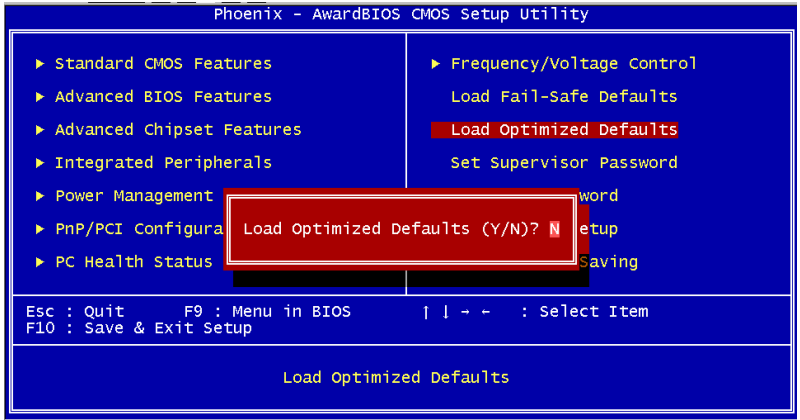 Phoenix - AwardBIOS CMOS Setup Utility
▶ Standard CMOS Features
▶ Advanced BIOS Features
▶ Advanced Chipset Features
▶ Integrated Peripherals
▶ Power Management
▶ PnP/PCI Configura
▶ PC Health Status
▶ Frequency/Voltage Control
Load Fail-Safe Defaults
Load Optimized Defaults
Set Supervisor Password
word
etup
Saving
Load Optimized Defaults (Y/N)? N
Esc : Quit F9 : Menu in BIOS ↑ ↓ → ← : Select Item
F10 : Save & Exit Setup
Load Optimized Defaults